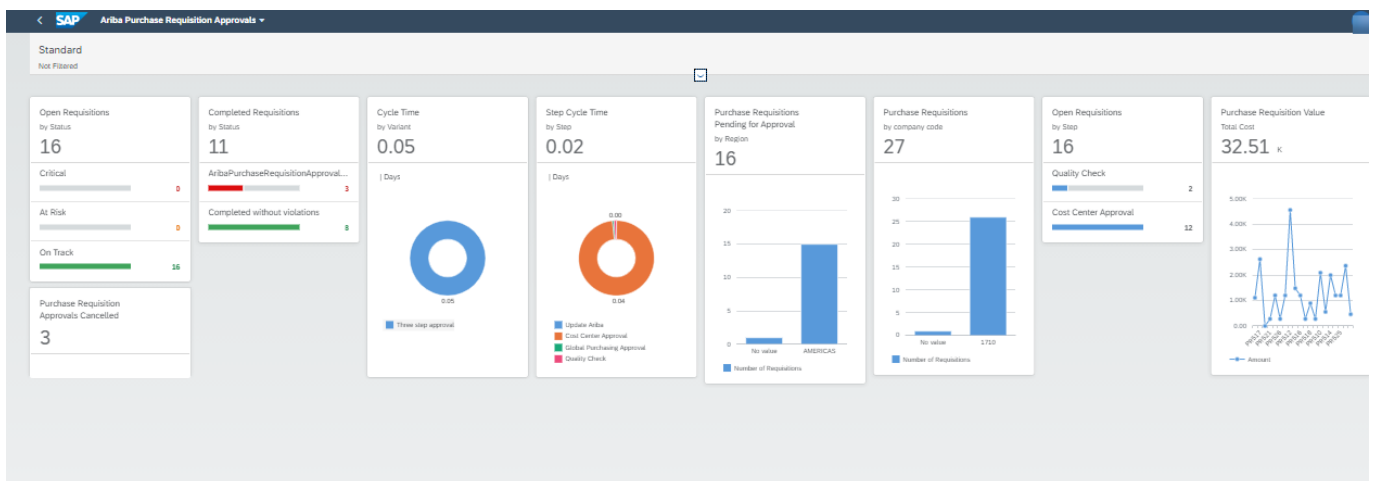 SAP Ariba Purchase Requisition Approvals
Standard
Not Filtered
Open Requisitions
by Status
16
Critical
0
At Risk
0
On Track
16
Purchase Requisition
Approvals Cancelled
3
Completed Requisitions
by Status
11
AribaPurchaseRequisitionApproval...
3
Completed without violations
8
Cycle Time
by Variant
0.05
| Days
0.05
Three step approval
Step Cycle Time
by Step
0.02
| Days
0.00
0.04
Update Ariba
Cost Center Approval
Global Purchasing Approval
Quality Check
Purchase Requisitions
Pending for Approval
by Region
16
20
15
10
5
0
No value AMERICAS
Number of Requisitions
Purchase Requisitions
by company code
27
30
25
20
15
10
5
0
No value 1710
Number of Requisitions
Open Requisitions
by Step
16
Quality Check
2
Cost Center Approval
12
Purchase Requisition Value
Total Cost
32.51 K
5.00K
4.00K
3.00K
2.00K
1.00K
0.00
Amount